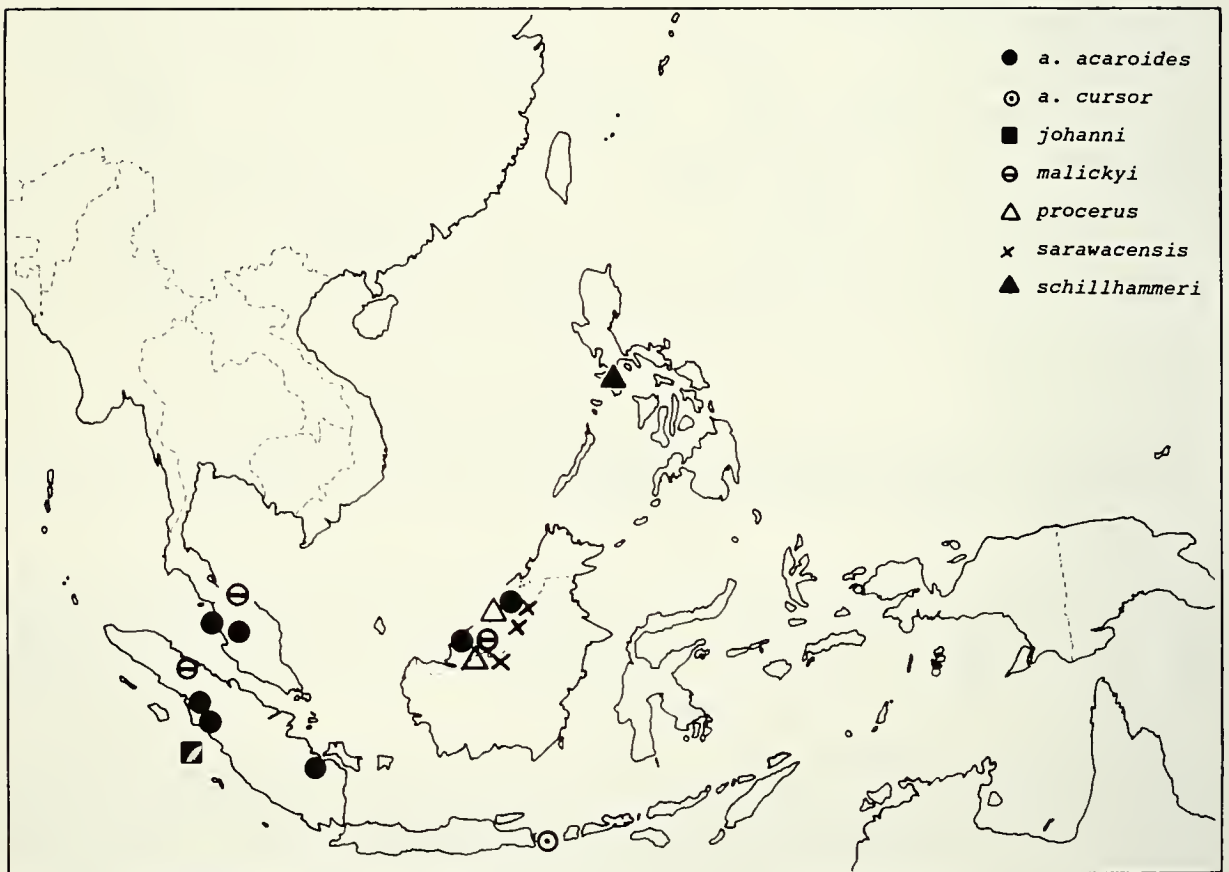 a. acaroides
a. cursor
johanni
malickyi
procerus
sarawacensis
schillhammeri